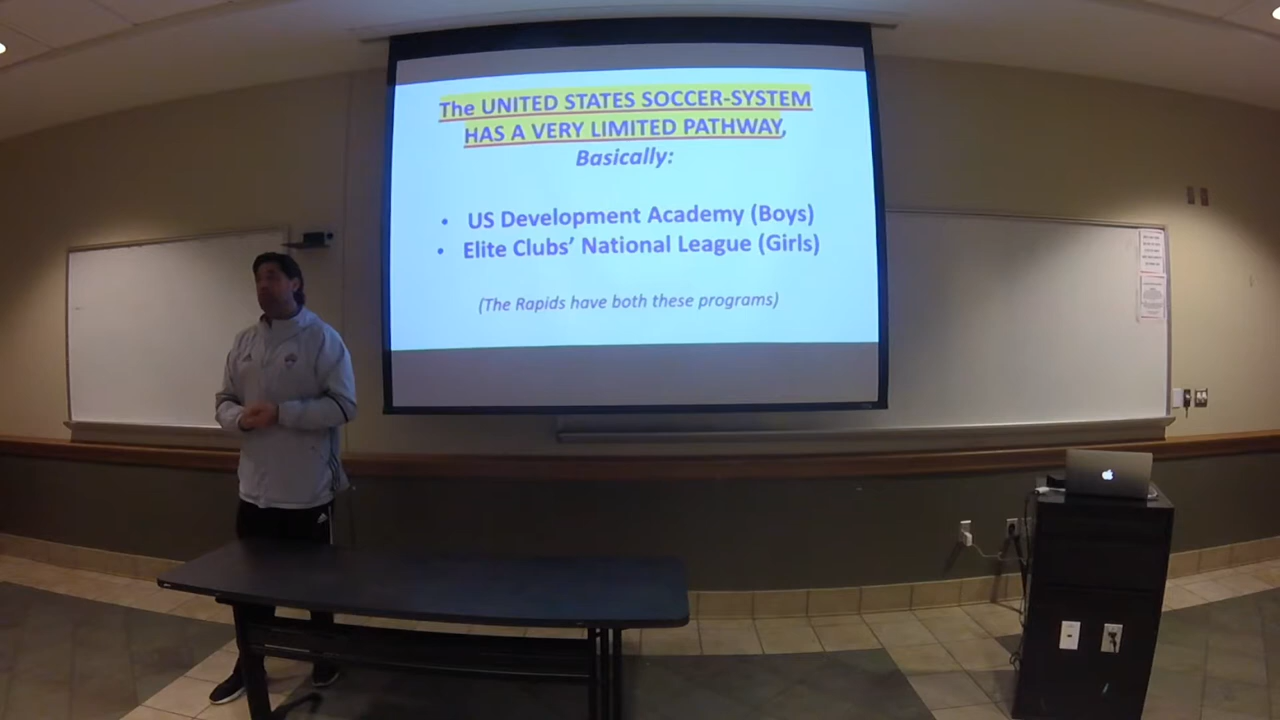 The UNITED STATES SOCCER-SYSTEM
HAS A VERY LIMITED PATHWAY,
Basically:
• US Development Academy (Boys)
• Elite Clubs' National League (Girls)
(The Rapids have both these programs)